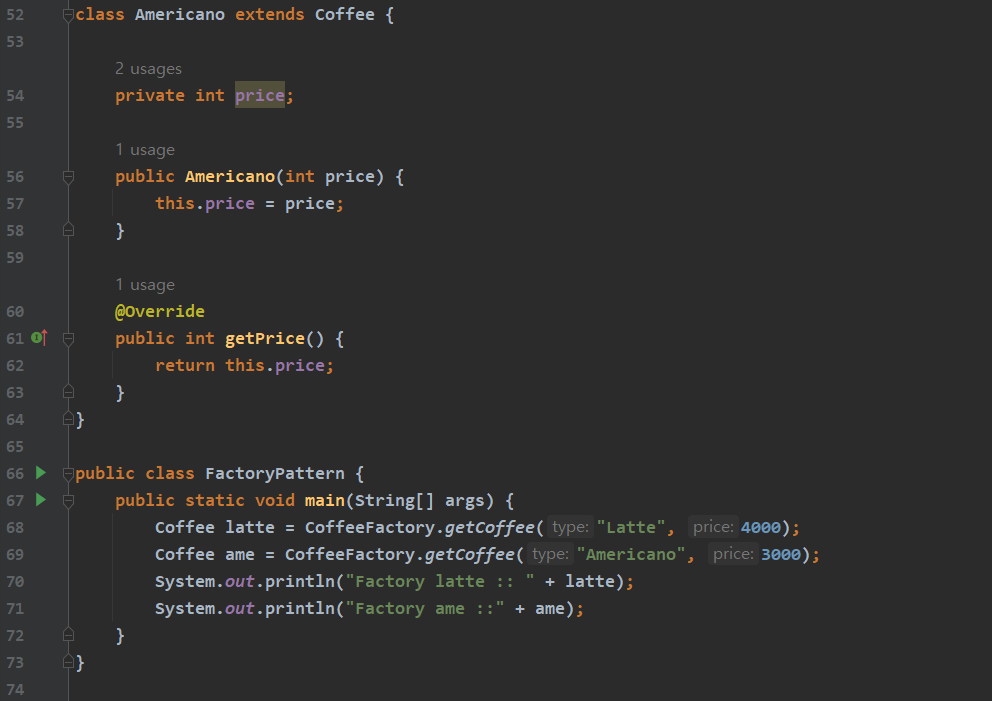 52 class Americano extends Coffee {
53
2 usages
54 private int price;
55
1 usage
56 public Americano(int price) {
57 this.price = price;
58 }
59
1 usage
60 @Override
61 public int getPrice() {
62 return this.price;
63 }
64 }
65
66 public class FactoryPattern {
67 public static void main(String[] args) {
68 Coffee latte = CoffeeFactory.getCoffee( type: "Latte", price: 4000);
69 Coffee ame = CoffeeFactory.getCoffee( type: "Americano", price: 3000);
70 System.out.println("Factory latte :: " + latte);
71 System.out.println("Factory ame ::" + ame);
72 }
73 }
74